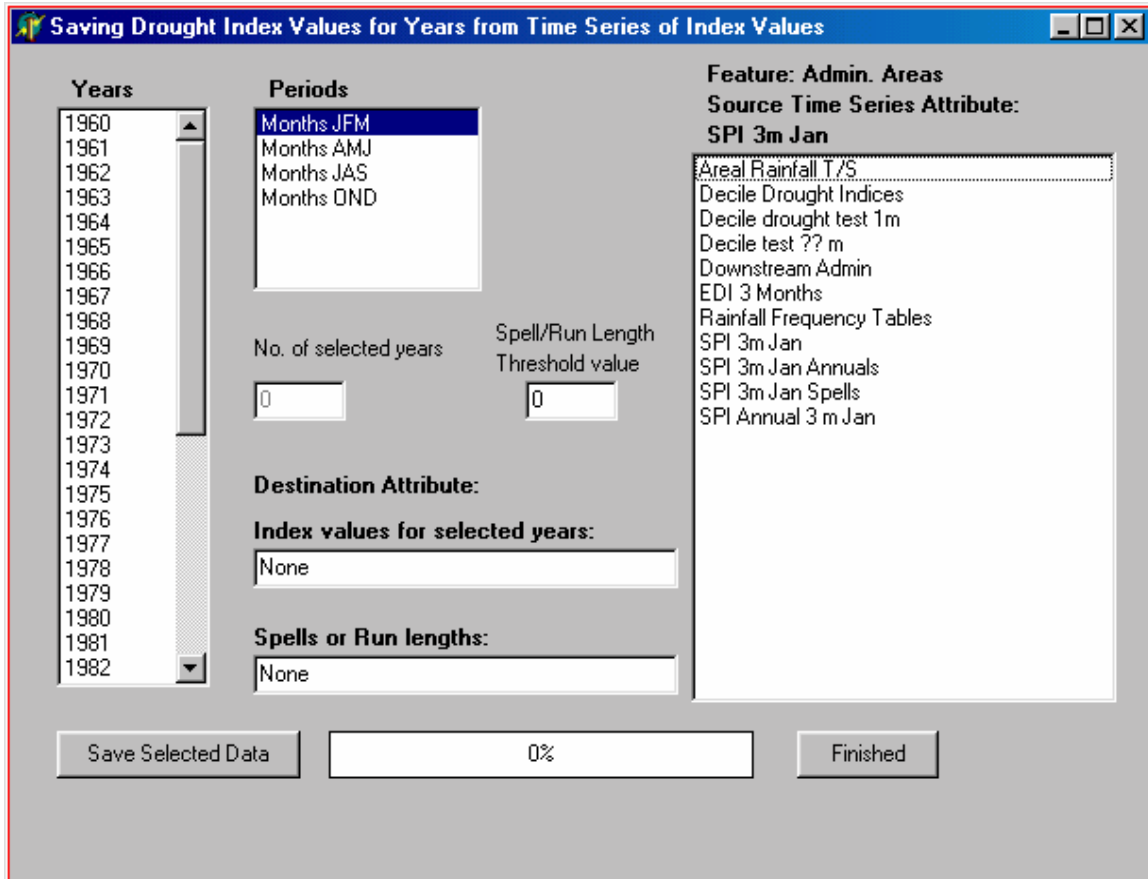 Saving Drought Index Values for Years from Time Series of Index Values
Years
1960
1961
1962
1963
1964
1965
1966
1967
1968
1969
1970
1971
1972
1973
1974
1975
1976
1977
1978
1979
1980
1981
1982
Periods
Months JFM
Months AMJ
Months JAS
Months OND
No. of selected years
0
Spell/Run Length
Threshold value
0
Destination Attribute:
Index values for selected years:
None
Spells or Run lengths:
None
Feature: Admin. Areas
Source Time Series Attribute:
SPI 3m Jan
Areal Rainfall T/S
Decile Drought Indices
Decile drought test 1m
Decile test ?? m
Downstream Admin
EDI 3 Months
Rainfall Frequency Tables
SPI 3m Jan
SPI 3m Jan Annuals
SPI 3m Jan Spells
SPI Annual 3 m Jan
Save Selected Data
0%
Finished